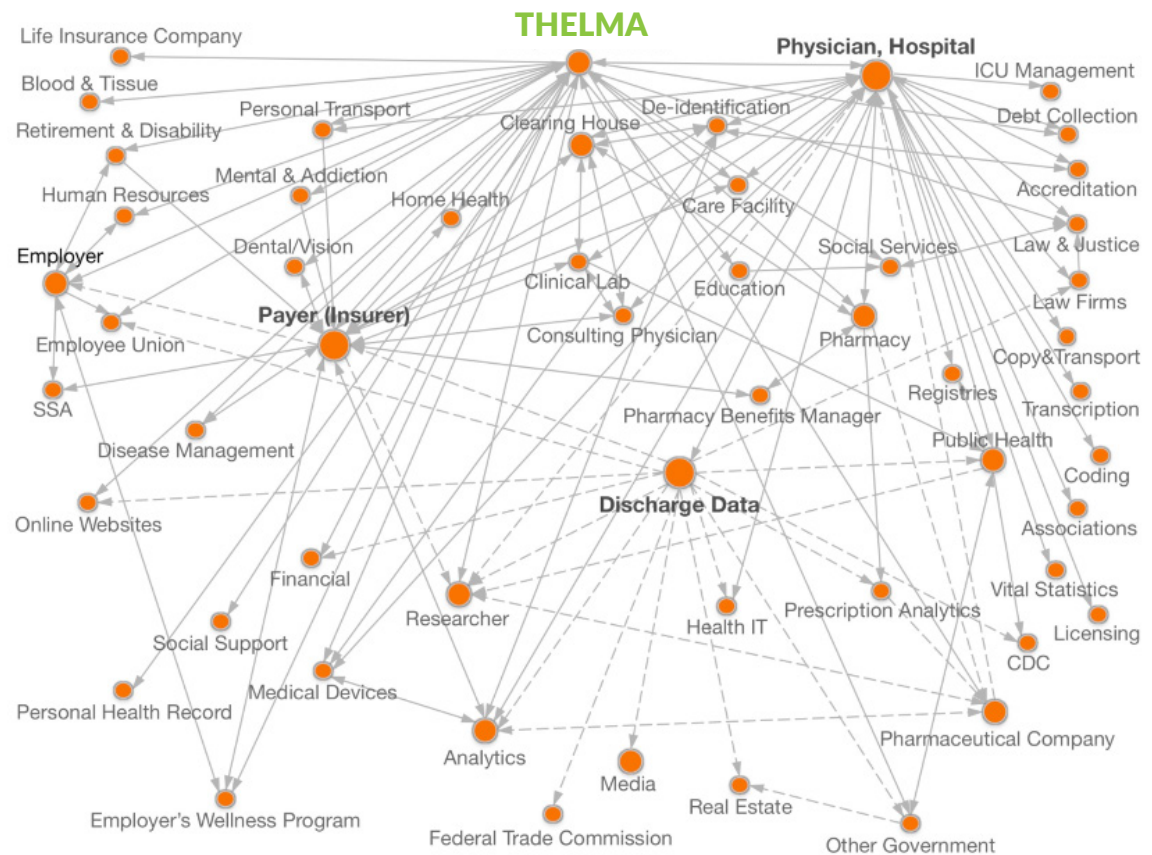 THELMA
Life Insurance Company
Physician, Hospital
ICU Management
Blood & Tissue
Personal Transport
De-identification
Debt Collection
Clearing House
Retirement & Disability
Mental & Addiction
Accreditation
Human Resources
Home Health
Care Facility
Dental/Vision
Social Services
Law & Justice
Employer
Clinical Lab
Education
Law Firms
Payer (Insurer)
Employee Union
Consulting Physician
Pharmacy
Copy&Transport
Registries
SSA
Pharmacy Benefits Manager
Transcription
Disease Management
Public Health
Coding
Discharge Data
Online Websites
Associations
Financial
Vital Statistics
Researcher
Prescription Analytics
Health IT
Licensing
Social Support
CDC
Medical Devices
Personal Health Record
Pharmaceutical Company
Analytics
Media
Real Estate
Employer's Wellness Program
Federal Trade Commission
Other Government